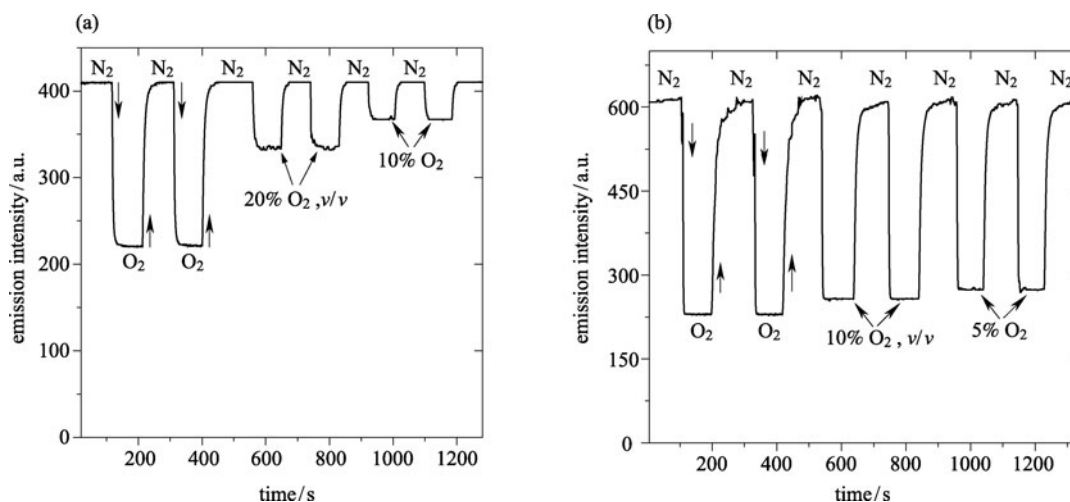 (a)
N₂ N₂ N₂ N₂ N₂ N₂
400
300
200
100
0
emission intensity/a.u.
10% O₂
20% O₂ ,v/v
O₂ O₂
200 400 600 800 1000 1200
time/s
(b)
N₂ N₂ N₂ N₂ N₂ N₂
600
450
300
150
0
emission intensity/a.u.
O₂ O₂
10% O₂ , v/v
5% O₂
200 400 600 800 1000 1200
time/s